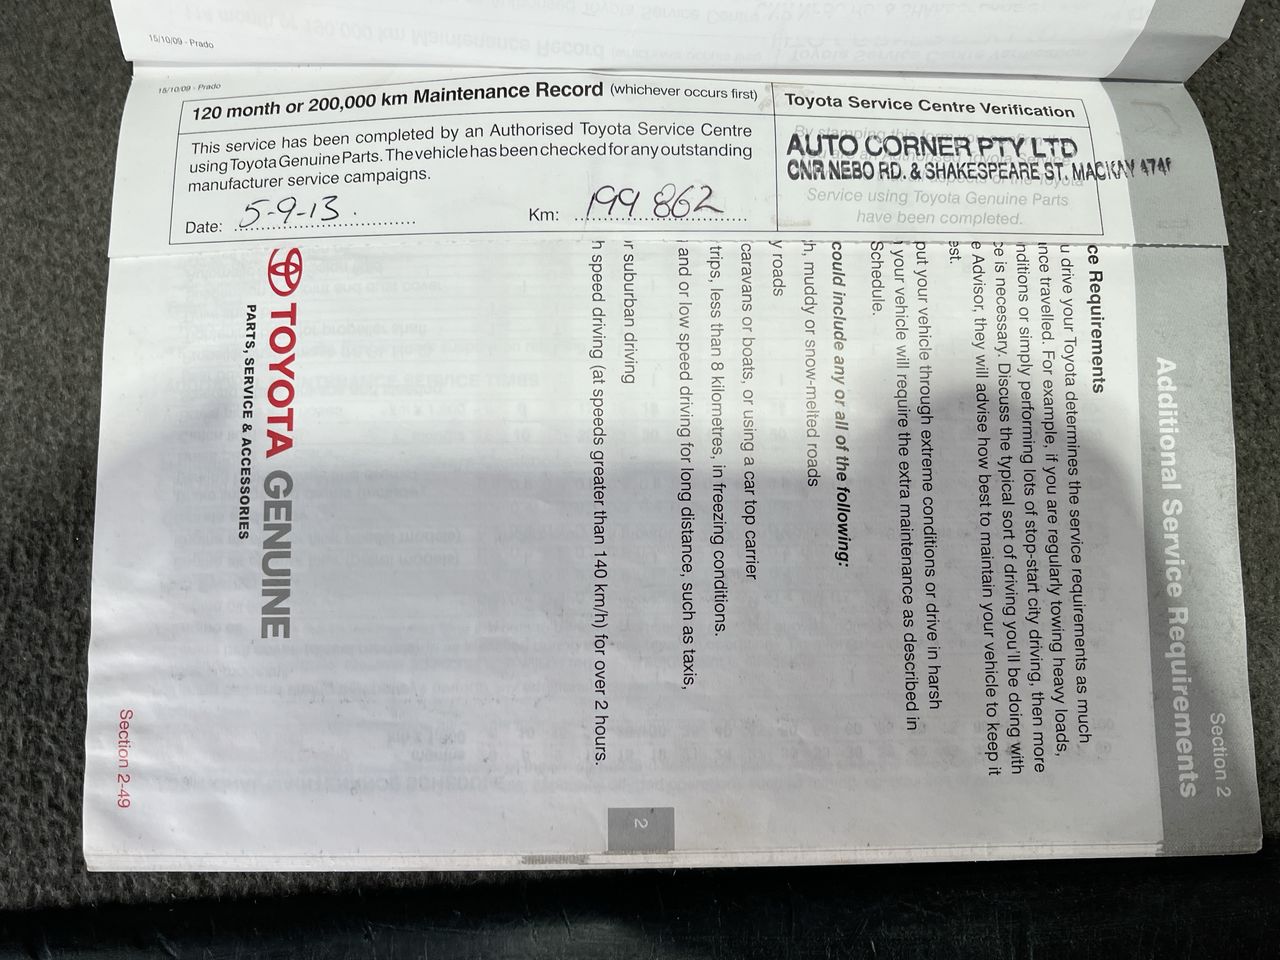 15/10/09 - Prado
15/10/09 - Prado
120 month or 200,000 km Maintenance Record (whichever occurs first)
This service has been completed by an Authorised Toyota Service Centre
using Toyota Genuine Parts. The vehicle has been checked for any outstanding
manufacturer service campaigns.
Date: 5-9-13.
Km: 199 862
Toyota Service Centre Verification
AUTO CORNER PTY LTD
CNR NEBO RD. & SHAKESPEARE ST. MACKAY 4740
Service using Toyota Genuine Parts
have been completed.
Section 2
Additional Service Requirements
ce Requirements
u drive your Toyota determines the service requirements as much
nce travelled. For example, if you are regularly towing heavy loads,
nditions or simply performing lots of stop-start city driving, then more
ce is necessary. Discuss the typical sort of driving you'll be doing with
e Advisor, they will advise how best to maintain your vehicle to keep it
est.
put your vehicle through extreme conditions or drive in harsh
your vehicle will require the extra maintenance as described in
Schedule.
could include any or all of the following:
h, muddy or snow-melted roads
y roads
caravans or boats, or using a car top carrier
trips, less than 8 kilometres, in freezing conditions.
and or low speed driving for long distance, such as taxis,
r suburban driving
h speed driving (at speeds greater than 140 km/h) for over 2 hours.
2
TOYOTA GENUINE
PARTS, SERVICE & ACCESSORIES
Section 2-49